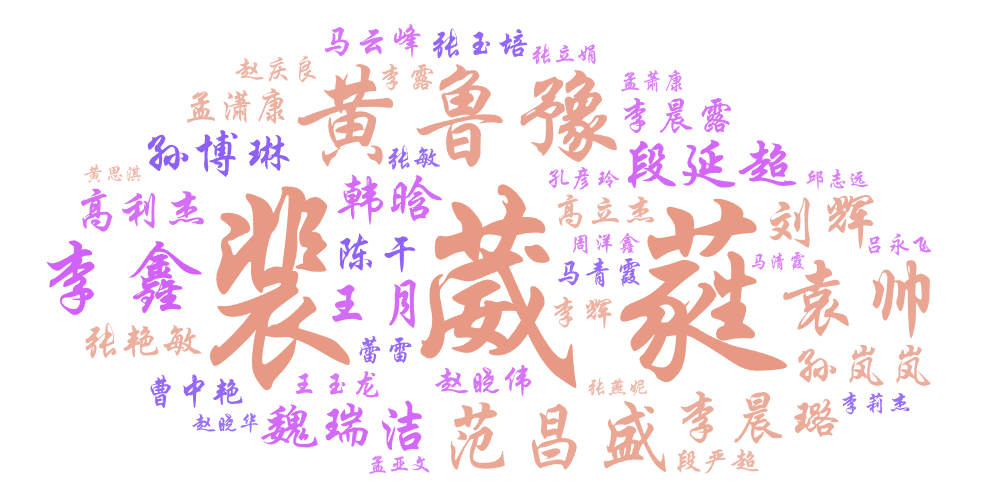 马云峰
张玉培
张立娟
赵庆良
李露
孟萧康
孟潇康
黄鲁豫
李晨露
孙博琳
张敏
段延超
黄思淇
孔彦玲
邱志远
高利杰
韩晗
高立杰
刘辉
裴葳蕤
陈干
周洋鑫
吕永飞
李鑫
马青霞
马倩霞
王月
李辉
袁帅
张艳敏
蕾雷
孙岚岚
曹中艳
王玉龙
赵晓伟
张燕妮
李莉杰
赵晓华
魏瑞洁
范昌盛
李晨璐
孟亚文
段严超